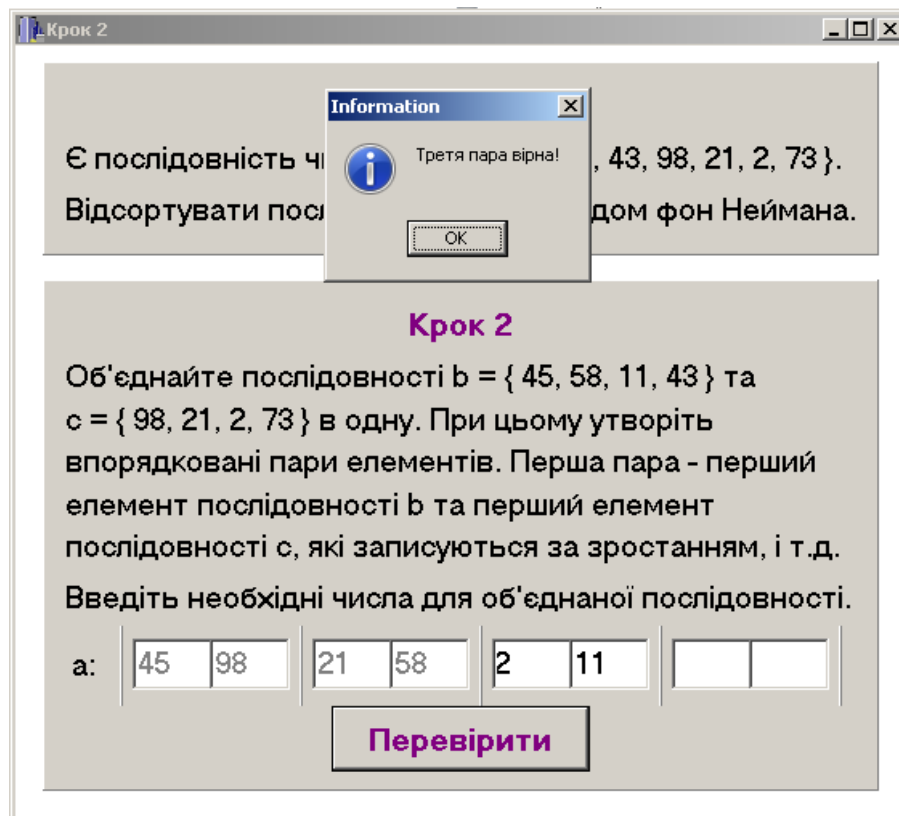 Крок 2
Information
Третя пара вірна!
OK
Є послідовність , 43, 98, 21, 2, 73 }.
Відсортувати фон Неймана.
Крок 2
Об'єднайте послідовності b = { 45, 58, 11, 43 } та
c = { 98, 21, 2, 73 } в одну. При цьому утворіть
впорядковані пари елементів. Перша пара - перший
елемент послідовності b та перший елемент
послідовності c, які записуються за зростанням, і т.д.
Введіть необхідні числа для об'єднаної послідовності.
a: 45 98 21 58 2 11
Перевірити